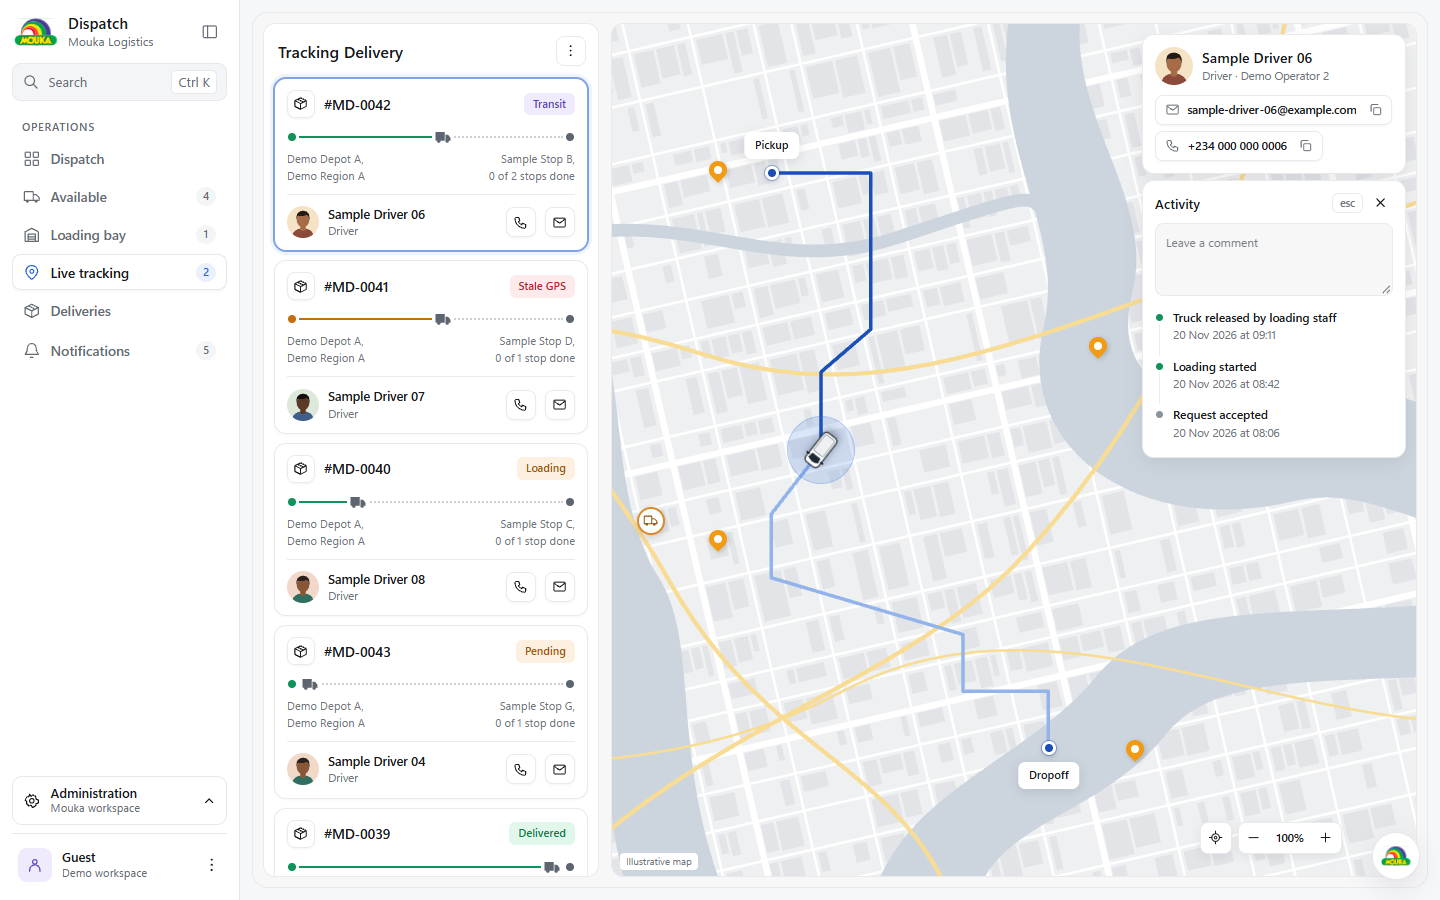 MOUKA
Dispatch
Mouka Logistics
Search
Ctrl K
OPERATIONS
Dispatch
Available
4
Loading bay
1
Live tracking
2
Deliveries
Notifications
5
Administration
Mouka workspace
Guest
Demo workspace
Tracking Delivery
#MD-0042
Transit
Demo Depot A,
Demo Region A
Sample Stop B,
0 of 2 stops done
Sample Driver 06
Driver
#MD-0041
Stale GPS
Demo Depot A,
Demo Region A
Sample Stop D,
0 of 1 stop done
Sample Driver 07
Driver
#MD-0040
Loading
Demo Depot A,
Demo Region A
Sample Stop C,
0 of 1 stop done
Sample Driver 08
Driver
#MD-0043
Pending
Demo Depot A,
Demo Region A
Sample Stop G,
0 of 1 stop done
Sample Driver 04
Driver
#MD-0039
Delivered
Pickup
Dropoff
Illustrative map
Sample Driver 06
Driver · Demo Operator 2
sample-driver-06@example.com
+234 000 000 0006
Activity
esc
Leave a comment
Truck released by loading staff
20 Nov 2026 at 09:11
Loading started
20 Nov 2026 at 08:42
Request accepted
20 Nov 2026 at 08:06
100%
MOUKA